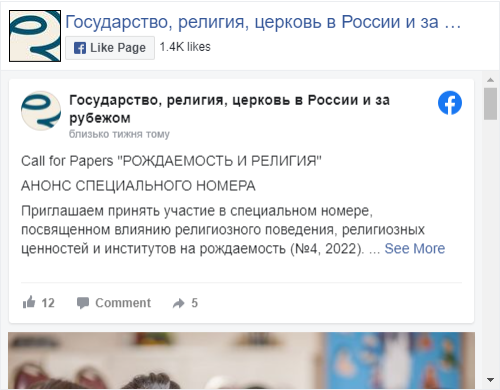 Государство, религия, церковь в России и за ...
Like Page
1.4K likes
Государство, религия, церковь в России и за
рубежом
близько тижня тому
Call for Papers "РОЖДАЕМОСТЬ И РЕЛИГИЯ"
АНОНС СПЕЦИАЛЬНОГО НОМЕРА
Приглашаем принять участие в специальном номере,
посвященном влиянию религиозного поведения, религиозных
ценностей и институтов на рождаемость (№4, 2022). ... See More
12
Comment
5